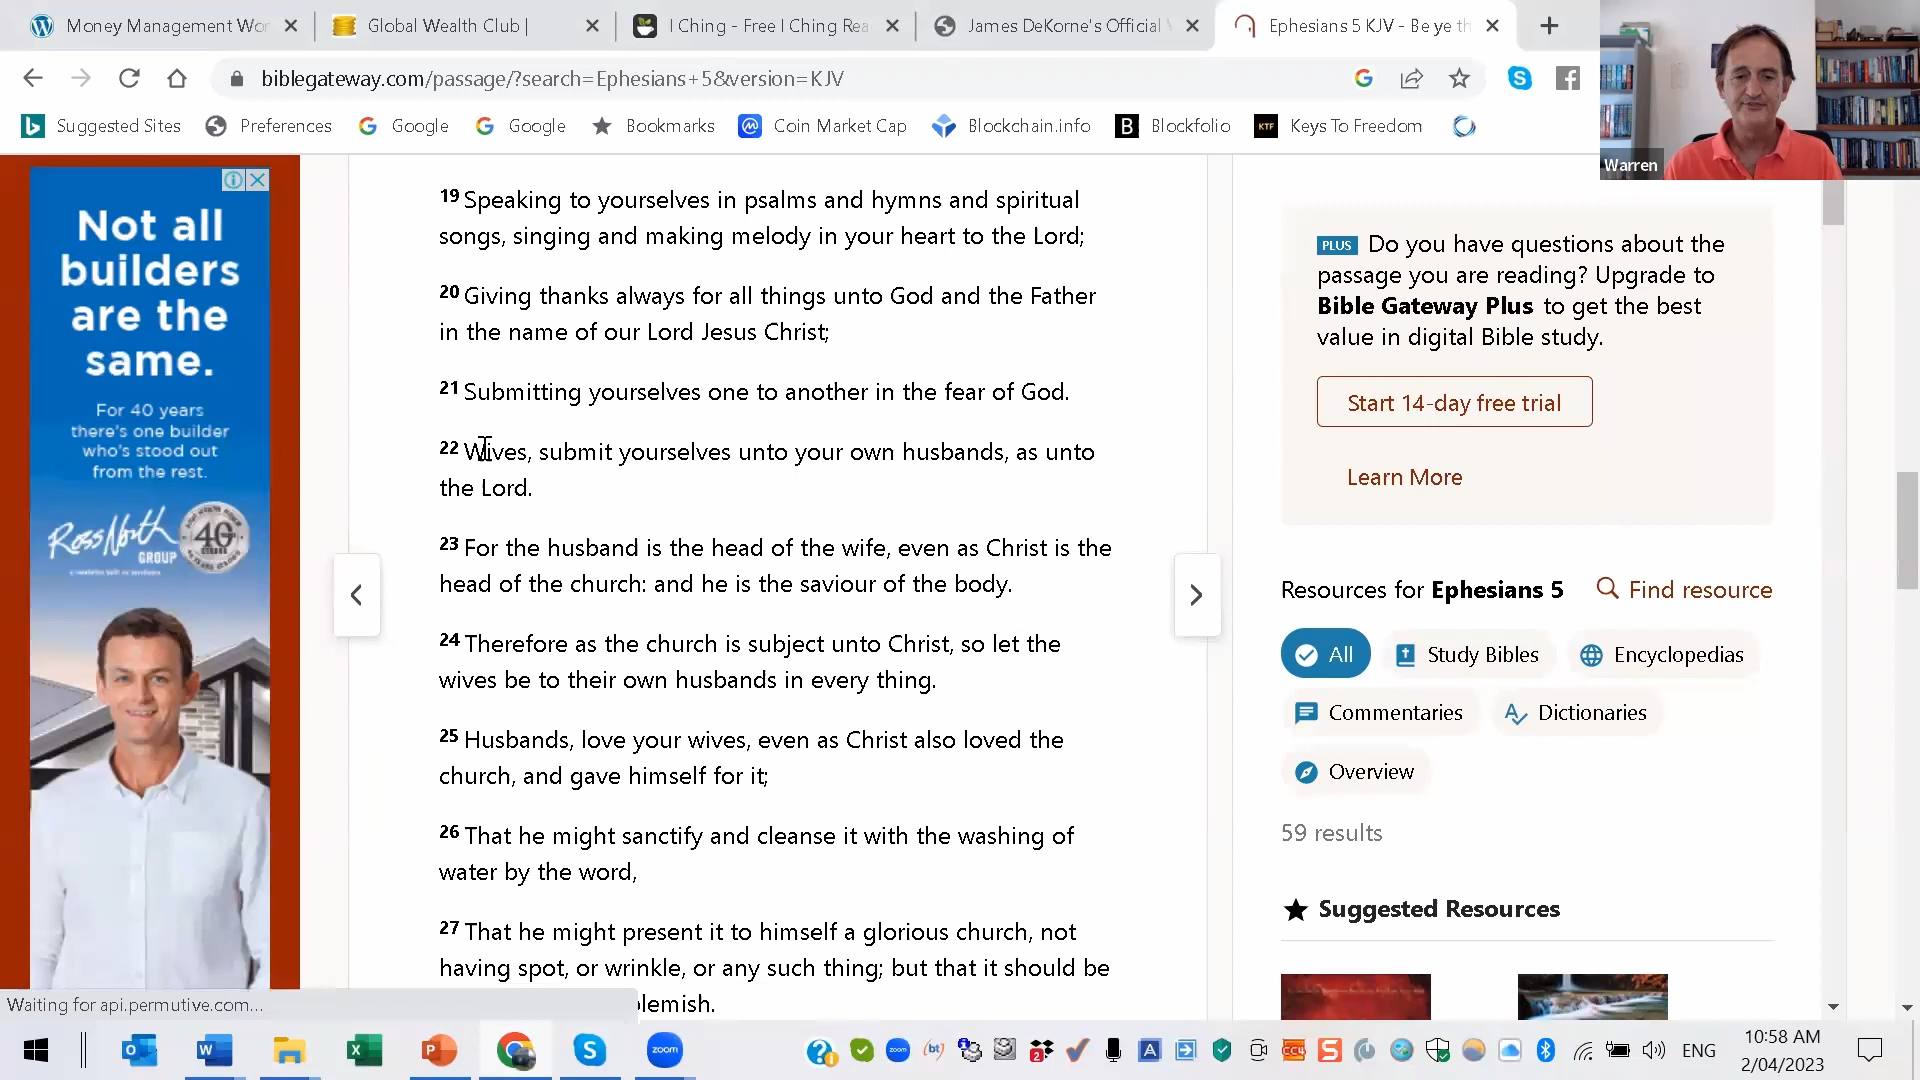 Money Management Wor
Global Wealth Club |
I Ching - Free I Ching Rea
James DeKorne's Official
Ephesians 5 KJV - Be ye th
biblegateway.com/passage/?search=Ephesians+5&version=KJV
Suggested Sites
Preferences
Google
Google
Bookmarks
Coin Market Cap
Blockchain.info
B Blockfolio
KTF Keys To Freedom
Warren
Not all
builders
are the
same.
For 40 years
there's one builder
who's stood out
from the rest.
Ross North
GROUP
40
19 Speaking to yourselves in psalms and hymns and spiritual
songs, singing and making melody in your heart to the Lord;
20 Giving thanks always for all things unto God and the Father
in the name of our Lord Jesus Christ;
21 Submitting yourselves one to another in the fear of God.
22 Wives, submit yourselves unto your own husbands, as unto
the Lord.
23 For the husband is the head of the wife, even as Christ is the
head of the church: and he is the saviour of the body.
24 Therefore as the church is subject unto Christ, so let the
wives be to their own husbands in every thing.
25 Husbands, love your wives, even as Christ also loved the
church, and gave himself for it;
26 That he might sanctify and cleanse it with the washing of
water by the word,
27 That he might present it to himself a glorious church, not
having spot, or wrinkle, or any such thing; but that it should be
lemish.
PLUS Do you have questions about the
passage you are reading? Upgrade to
Bible Gateway Plus to get the best
value in digital Bible study.
Start 14-day free trial
Learn More
Resources for Ephesians 5
Find resource
All
Study Bibles
Encyclopedias
Commentaries
Dictionaries
Overview
59 results
Suggested Resources
Waiting for api.permutive.com...
zoom
zoom
ENG
10:58 AM
2/04/2023